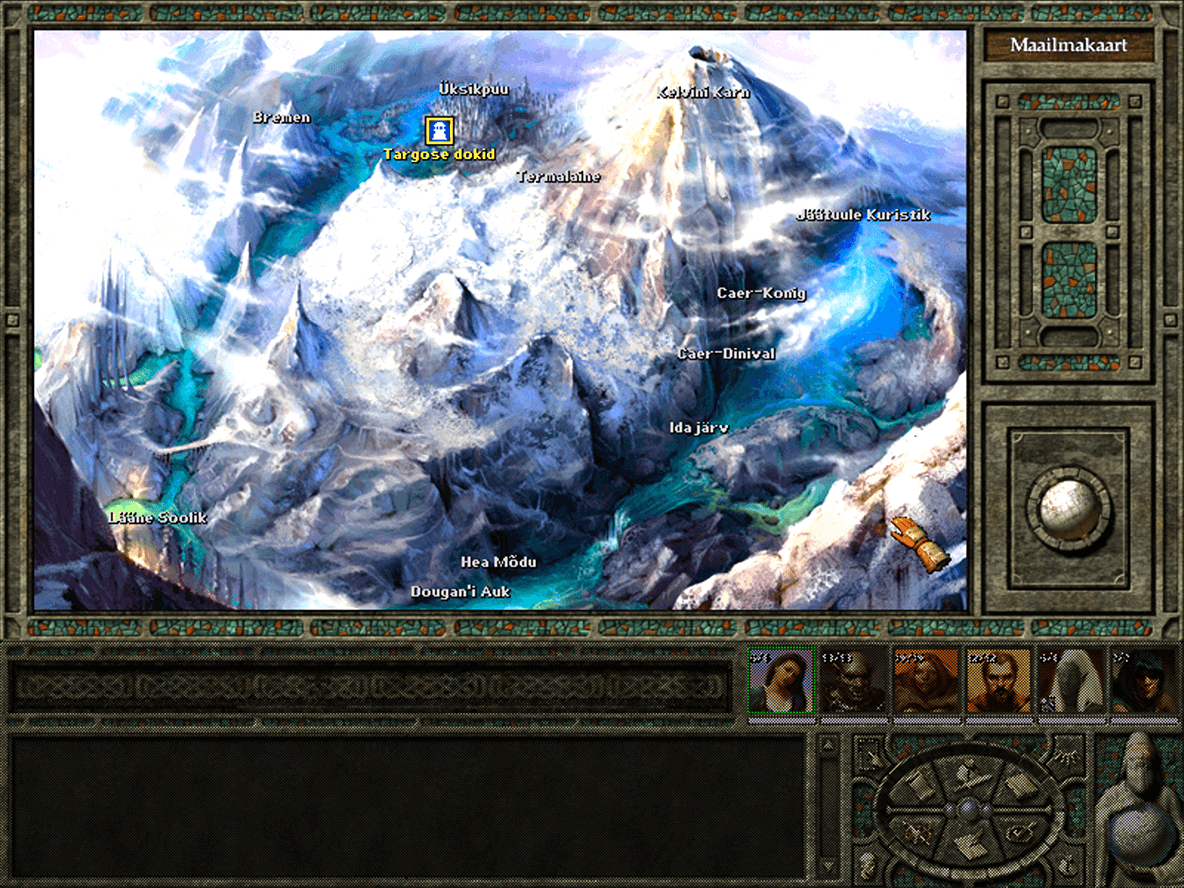 Maailmakaart
Üksikpuu
Kelvini Karn
Bremen
Targose dokid
Termalaine
Jäätuule Kuristik
Caer-Konig
Caer-Dinival
Ida järv
Lääne Soolik
Hea Mõdu
Dougan'i Auk